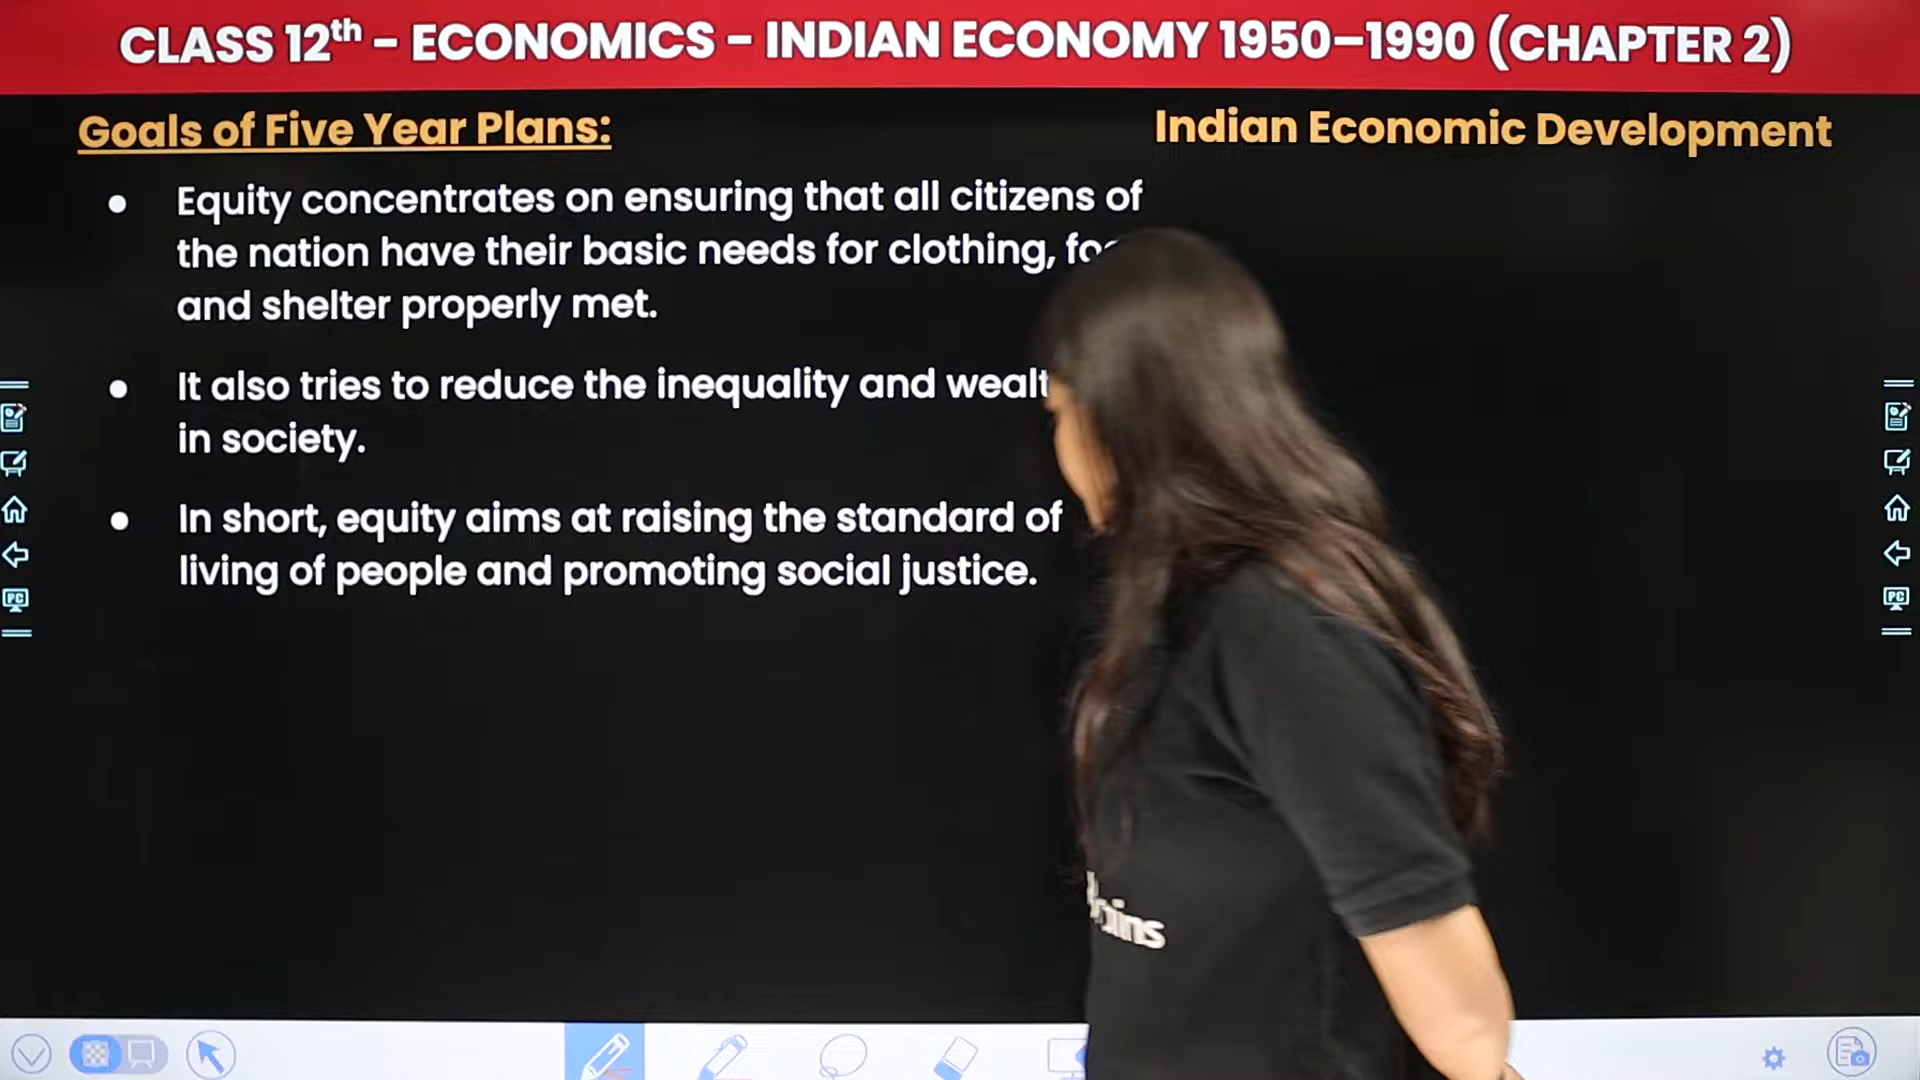 CLASS 12th – ECONOMICS – INDIAN ECONOMY 1950–1990 (CHAPTER 2)
Goals of Five Year Plans:
Indian Economic Development
● Equity concentrates on ensuring that all citizens of
the nation have their basic needs for clothing,
and shelter properly met.
● It also tries to reduce the inequality and
in society.
● In short, equity aims at raising the standard of
living of people and promoting social justice.
PC
PC